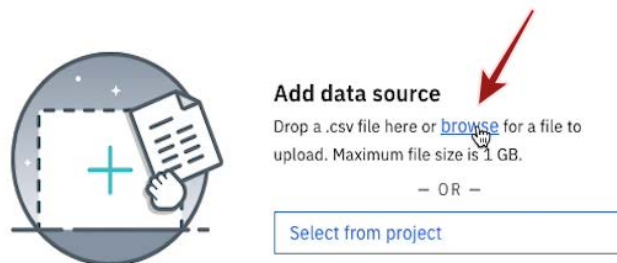 Add data source
Drop a .csv file here or browse for a file to
upload. Maximum file size is 1 GB.
— OR —
Select from project